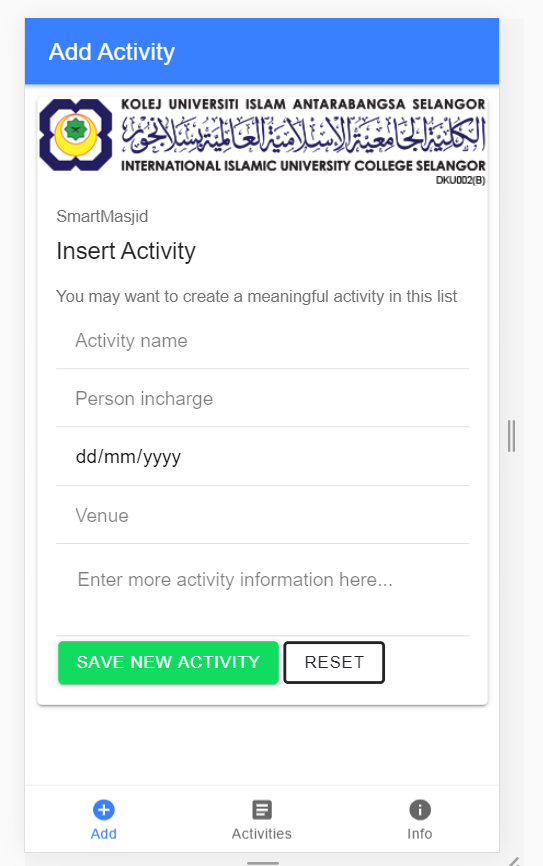 Add Activity
KOLEJ UNIVERSITI ISLAM ANTARABANGSA SELANGOR
الكلية الجامعية الإسلامية العالمية بسلانجور
INTERNATIONAL ISLAMIC UNIVERSITY COLLEGE SELANGOR
DKU002(B)
SmartMasjid
Insert Activity
You may want to create a meaningful activity in this list
Activity name
Person incharge
dd/mm/yyyy
Venue
Enter more activity information here...
SAVE NEW ACTIVITY RESET
Add Activities Info